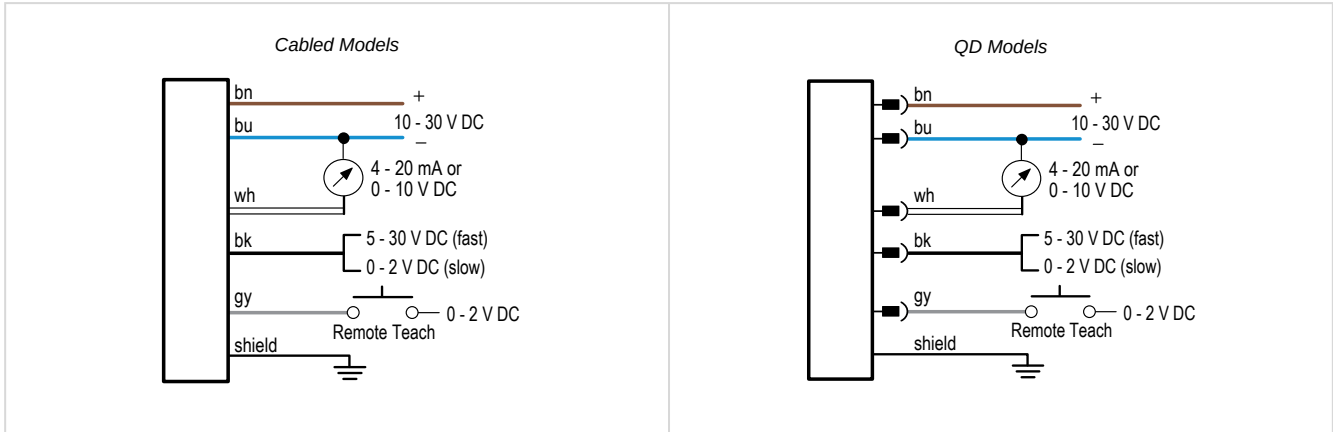 Cabled Models
bn
+
10 - 30 V DC
bu
–
4 - 20 mA or
0 - 10 V DC
wh
bk
5 - 30 V DC (fast)
0 - 2 V DC (slow)
gy
0 - 2 V DC
Remote Teach
shield
QD Models
bn
+
10 - 30 V DC
bu
–
4 - 20 mA or
0 - 10 V DC
wh
bk
5 - 30 V DC (fast)
0 - 2 V DC (slow)
gy
0 - 2 V DC
Remote Teach
shield